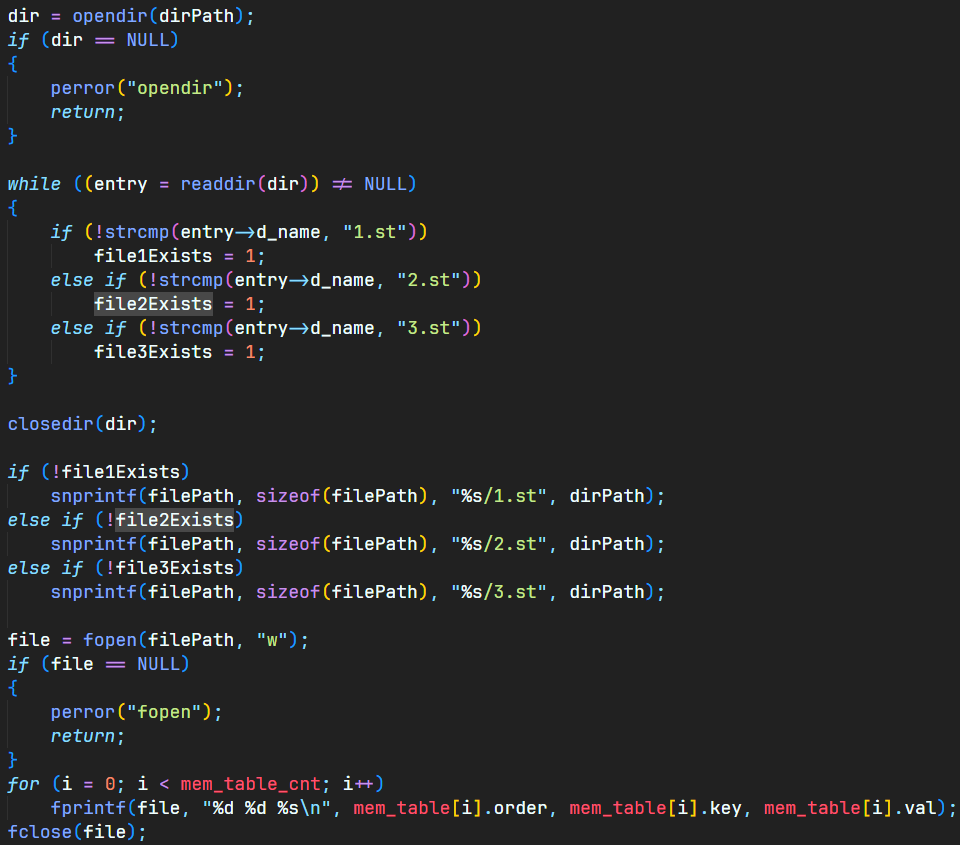 dir = opendir(dirPath);
if (dir == NULL)
{
    perror("opendir");
    return;
}

while ((entry = readdir(dir)) != NULL)
{
    if (!strcmp(entry->d_name, "1.st"))
        file1Exists = 1;
    else if (!strcmp(entry->d_name, "2.st"))
        file2Exists = 1;
    else if (!strcmp(entry->d_name, "3.st"))
        file3Exists = 1;
}

closedir(dir);

if (!file1Exists)
    snprintf(filePath, sizeof(filePath), "%s/1.st", dirPath);
else if (!file2Exists)
    snprintf(filePath, sizeof(filePath), "%s/2.st", dirPath);
else if (!file3Exists)
    snprintf(filePath, sizeof(filePath), "%s/3.st", dirPath);

file = fopen(filePath, "w");
if (file == NULL)
{
    perror("fopen");
    return;
}
for (i = 0; i < mem_table_cnt; i++)
    fprintf(file, "%d %d %s\n", mem_table[i].order, mem_table[i].key, mem_table[i].val);
fclose(file);